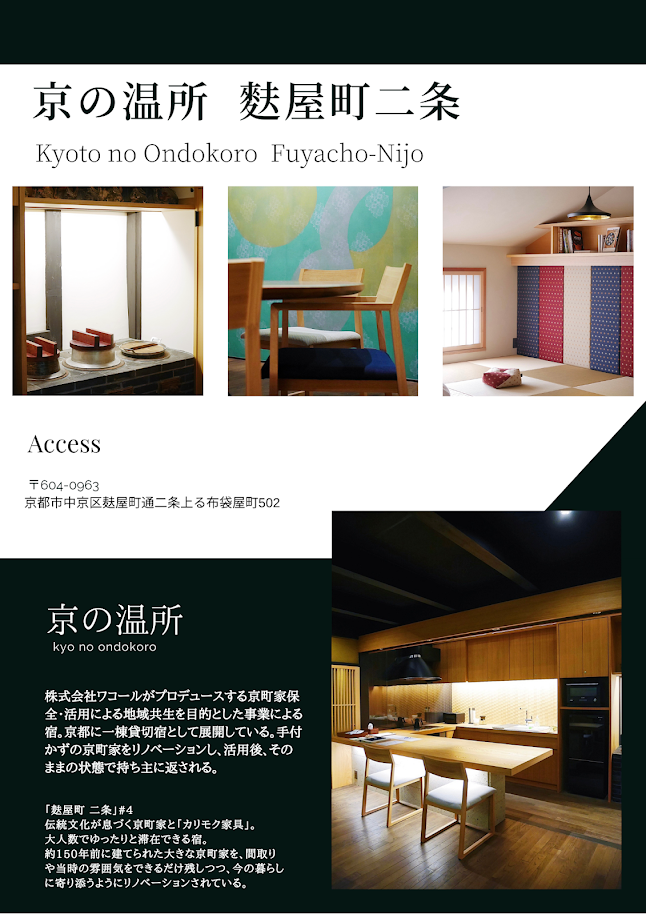 京の温所 麩屋町二条
Kyoto no Ondokoro Fuyacho-Nijo
Access
〒604-0963
京都市中京区麩屋町通二条上る布袋屋町502
京の温所
kyo no ondokoro
株式会社ワコールがプロデュースする京町家保
全・活用による地域共生を目的とした事業による
宿。京都に一棟貸切宿として展開している。手付
かずの京町家をリノベーションし、活用後、その
ままの状態で持ち主に返される。
「麩屋町 二条」#4
伝統文化が息づく京町家と「カリモク家具」。
大人数でゆったりと滞在できる宿。
約150年前に建てられた大きな京町家を、間取り
や当時の雰囲気をできるだけ残しつつ、今の暮らし
に寄り添うようにリノベーションされている。